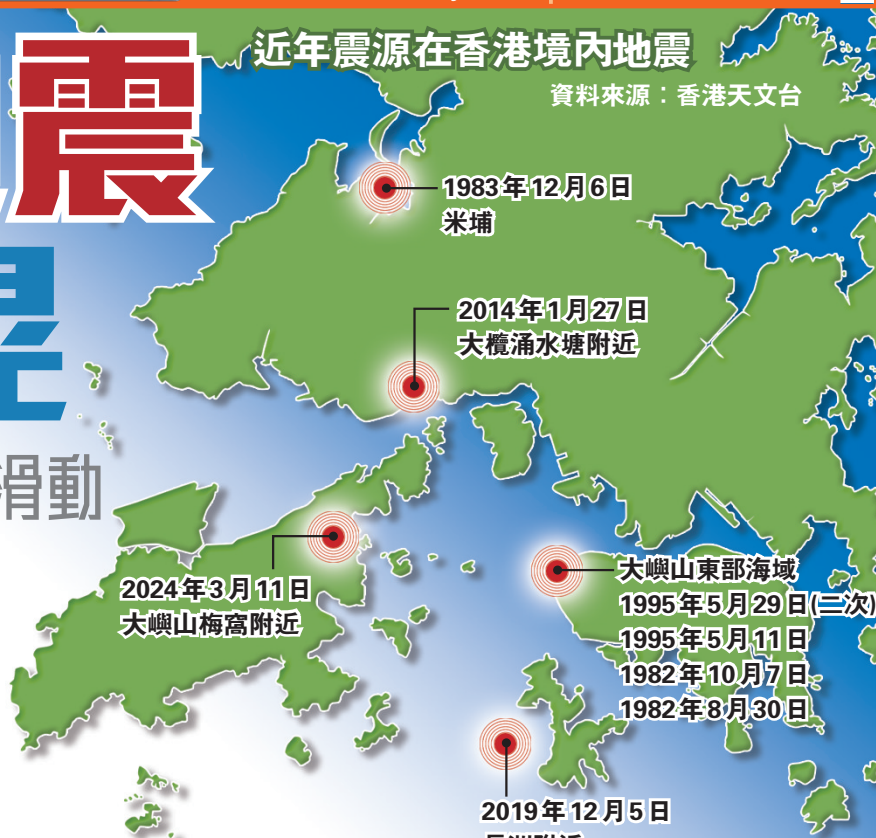 震
近年震源在香港境內地震
資料來源：香港天文台
1983年12月6日
米埔
2014年1月27日
大欖涌水塘附近
滑動
2024年3月11日
大嶼山梅窩附近
大嶼山東部海域
1995年5月29日(二次)
1995年5月11日
1982年10月7日
1982年8月30日
2019年12月5日